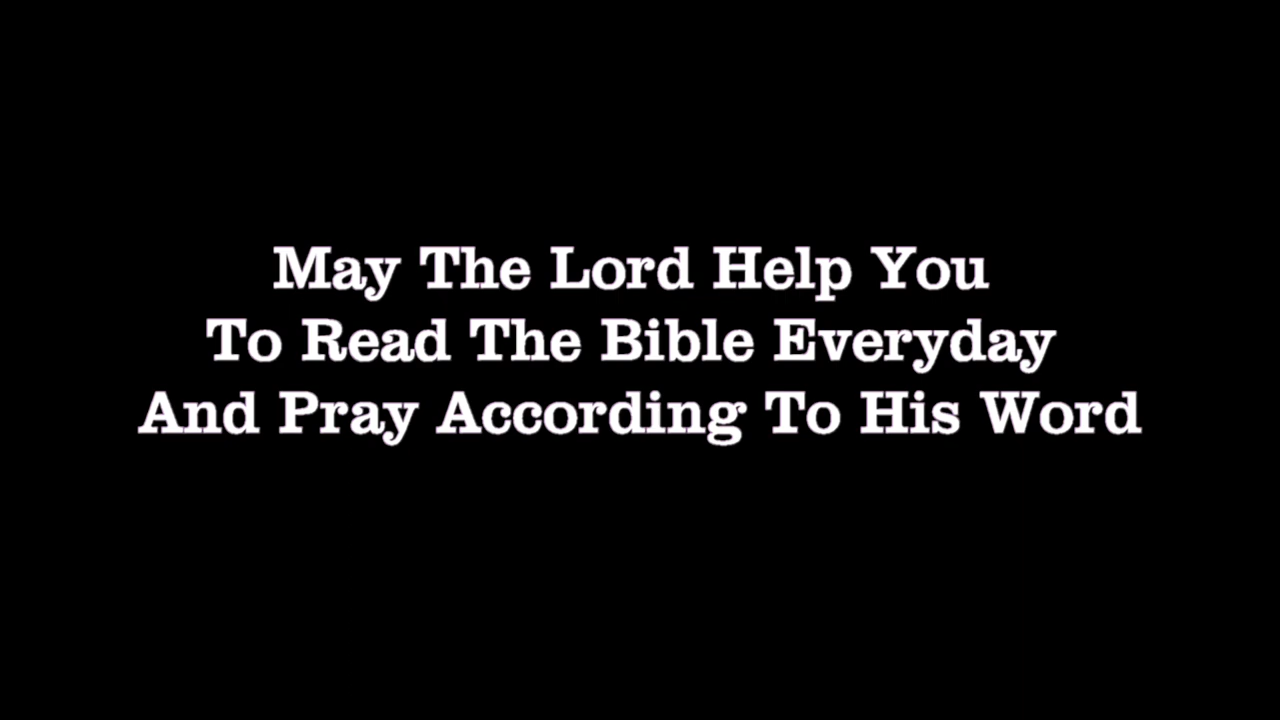 May The Lord Help You
To Read The Bible Everyday
And Pray According To His Word